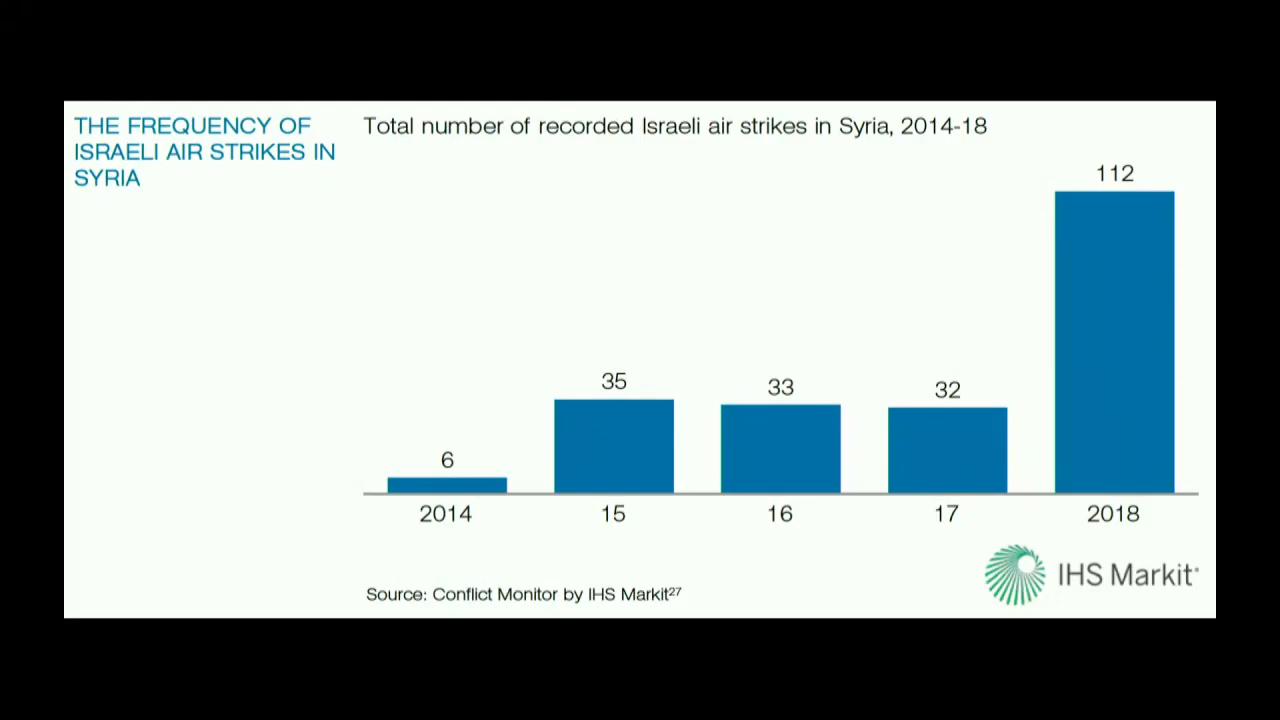 THE FREQUENCY OF
ISRAELI AIR STRIKES IN
SYRIA
Total number of recorded Israeli air strikes in Syria, 2014-18
112
35
33
32
6
2014 15 16 17 2018
IHS Markit®
Source: Conflict Monitor by IHS Markit²⁷